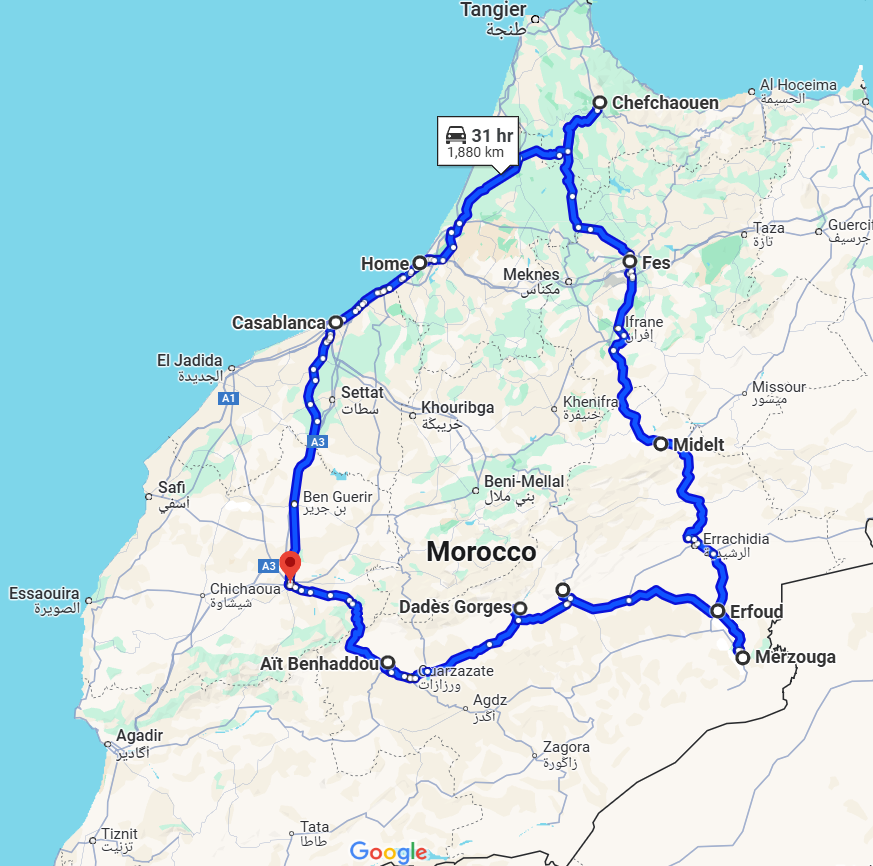 Tangier
طنجة
Al Hoceima
الحسيمة
Chefchaouen
31 hr
1,880 km
Taza
تازة
Guercif
جرسيف
Home
Fes
Meknes
مكناس
Casablanca
Ifrane
إفران
El Jadida
الجديدة
A1
Settat
سطات
Khouribga
خريبكة
Khenifra
خنيفرة
Missour
ميسور
A3
Midelt
Safi
آسفي
Ben Guerir
بن جرير
Beni-Mellal
بني ملال
Morocco
Errachidia
الرشيدية
A3
Chichaoua
شيشاوة
Essaouira
الصويرة
Dadès Gorges
Erfoud
Aït Benhaddou
Ouarzazate
ورزازات
Merzouga
Agdz
أكدز
Agadir
أكادير
Zagora
زاكورة
Tata
طاطا
Tiznit
تزنيت
Google